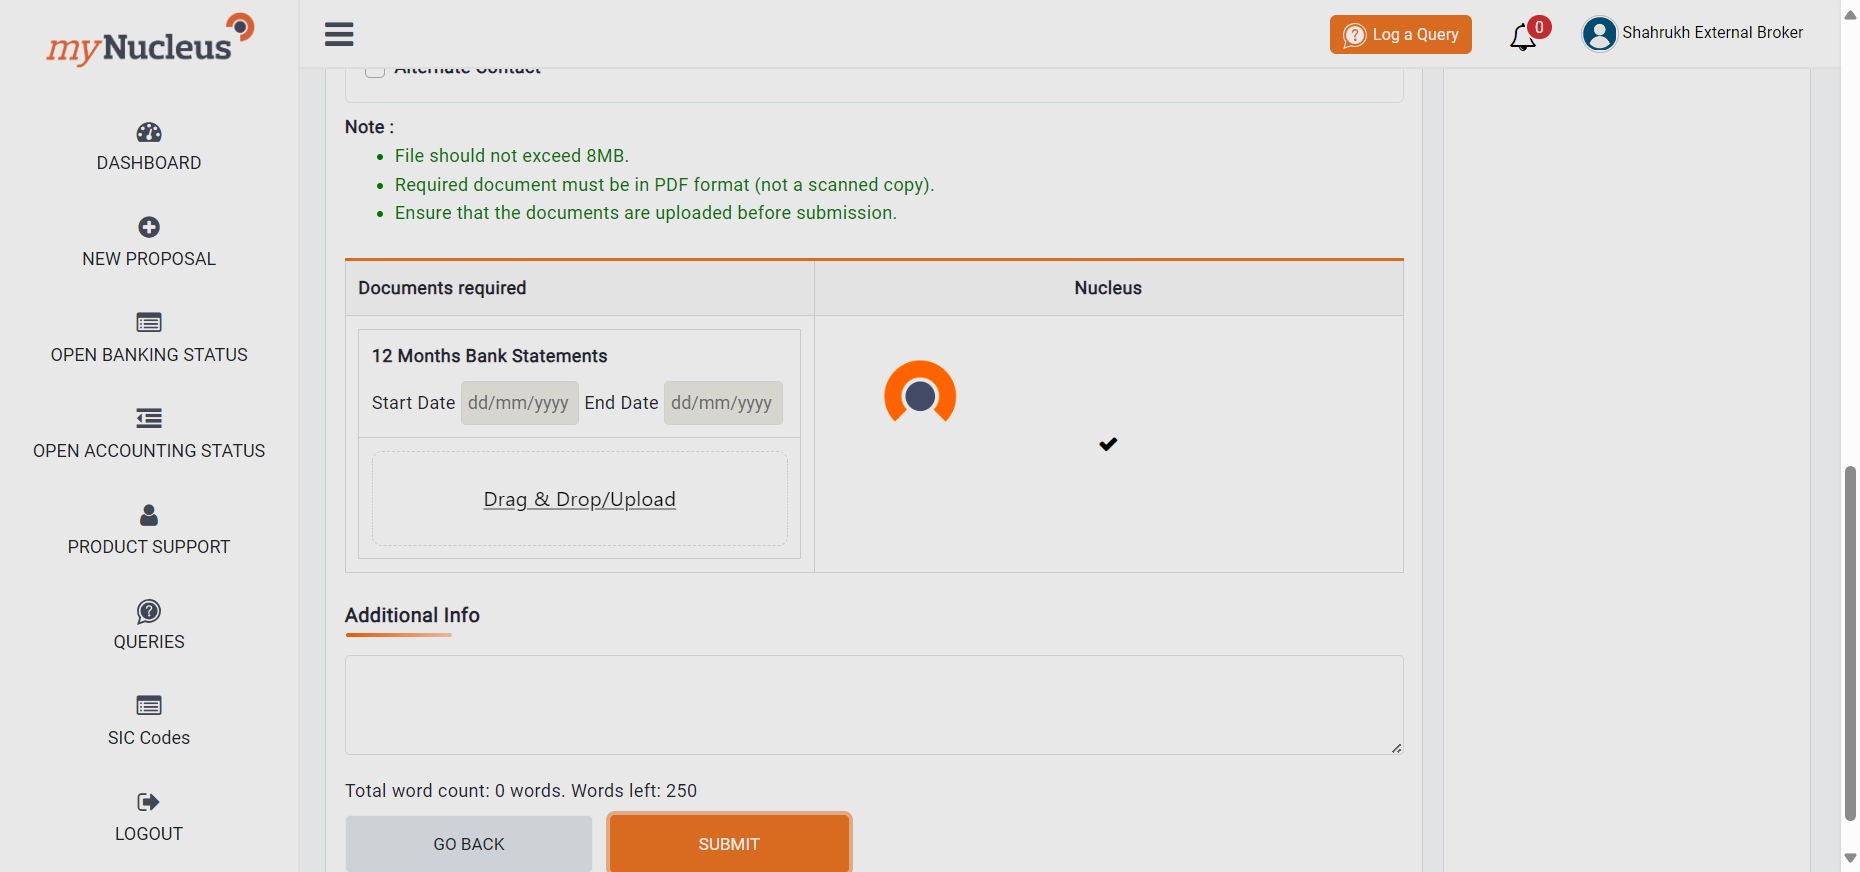 myNucleus
Log a Query
0
Shahrukh External Broker
DASHBOARD
NEW PROPOSAL
OPEN BANKING STATUS
OPEN ACCOUNTING STATUS
PRODUCT SUPPORT
QUERIES
SIC Codes
LOGOUT
Alternate Contact
Note :
File should not exceed 8MB.
Required document must be in PDF format (not a scanned copy).
Ensure that the documents are uploaded before submission.
Documents required
Nucleus
12 Months Bank Statements
Start Date dd/mm/yyyy End Date dd/mm/yyyy
Drag & Drop/Upload
Additional Info
Total word count: 0 words. Words left: 250
GO BACK
SUBMIT